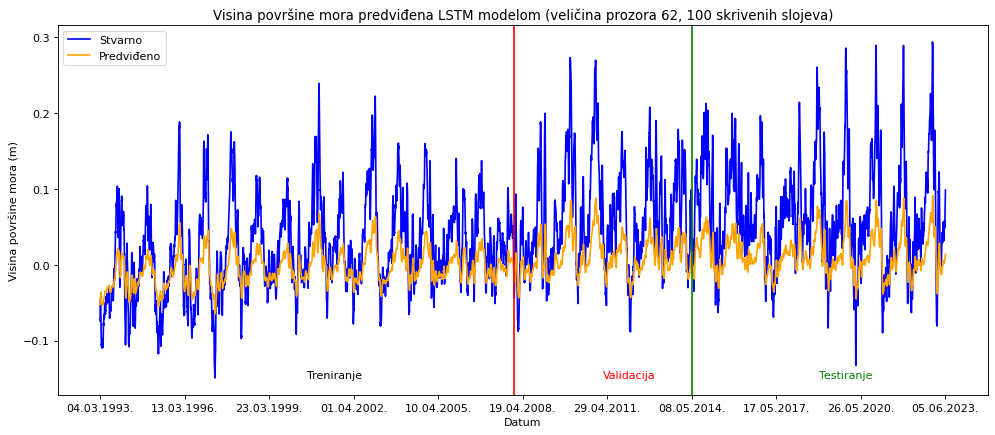 Visina površine mora predviđena LSTM modelom (veličina prozora 62, 100 skrivenih slojeva)
Stvarno
Predviđeno
Visina površine mora (m)
0.3
0.2
0.1
0.0
−0.1
Treniranje
Validacija
Testiranje
04.03.1993.
13.03.1996.
23.03.1999.
01.04.2002.
10.04.2005.
19.04.2008.
29.04.2011.
08.05.2014.
17.05.2017.
26.05.2020.
05.06.2023.
Datum